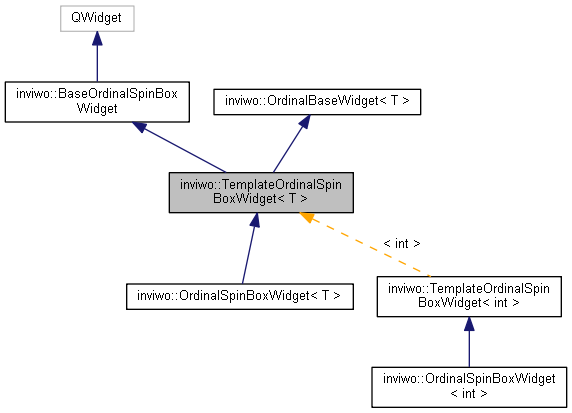 QWidget
inviwo::BaseOrdinalSpinBox
Widget
inviwo::OrdinalBaseWidget< T >
inviwo::TemplateOrdinalSpin
BoxWidget< T >
< int >
inviwo::OrdinalSpinBoxWidget< T >
inviwo::TemplateOrdinalSpin
BoxWidget< int >
inviwo::OrdinalSpinBoxWidget
< int >